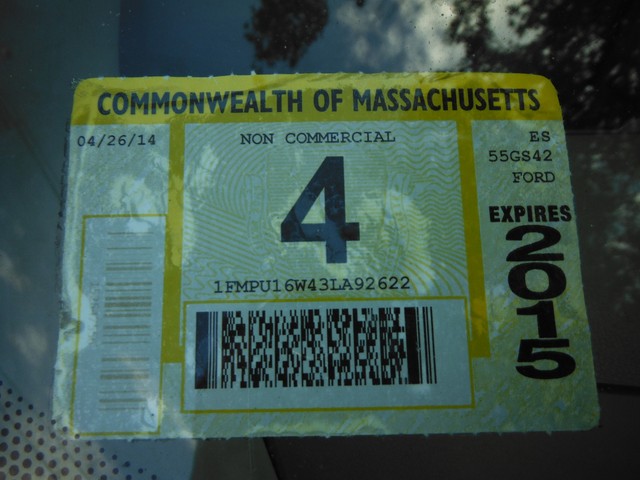 COMMONWEALTH OF MASSACHUSETTS
04/26/14
NON COMMERCIAL
4
1FMPU16W43LA92622
ES
55GS42
FORD
EXPIRES
2015